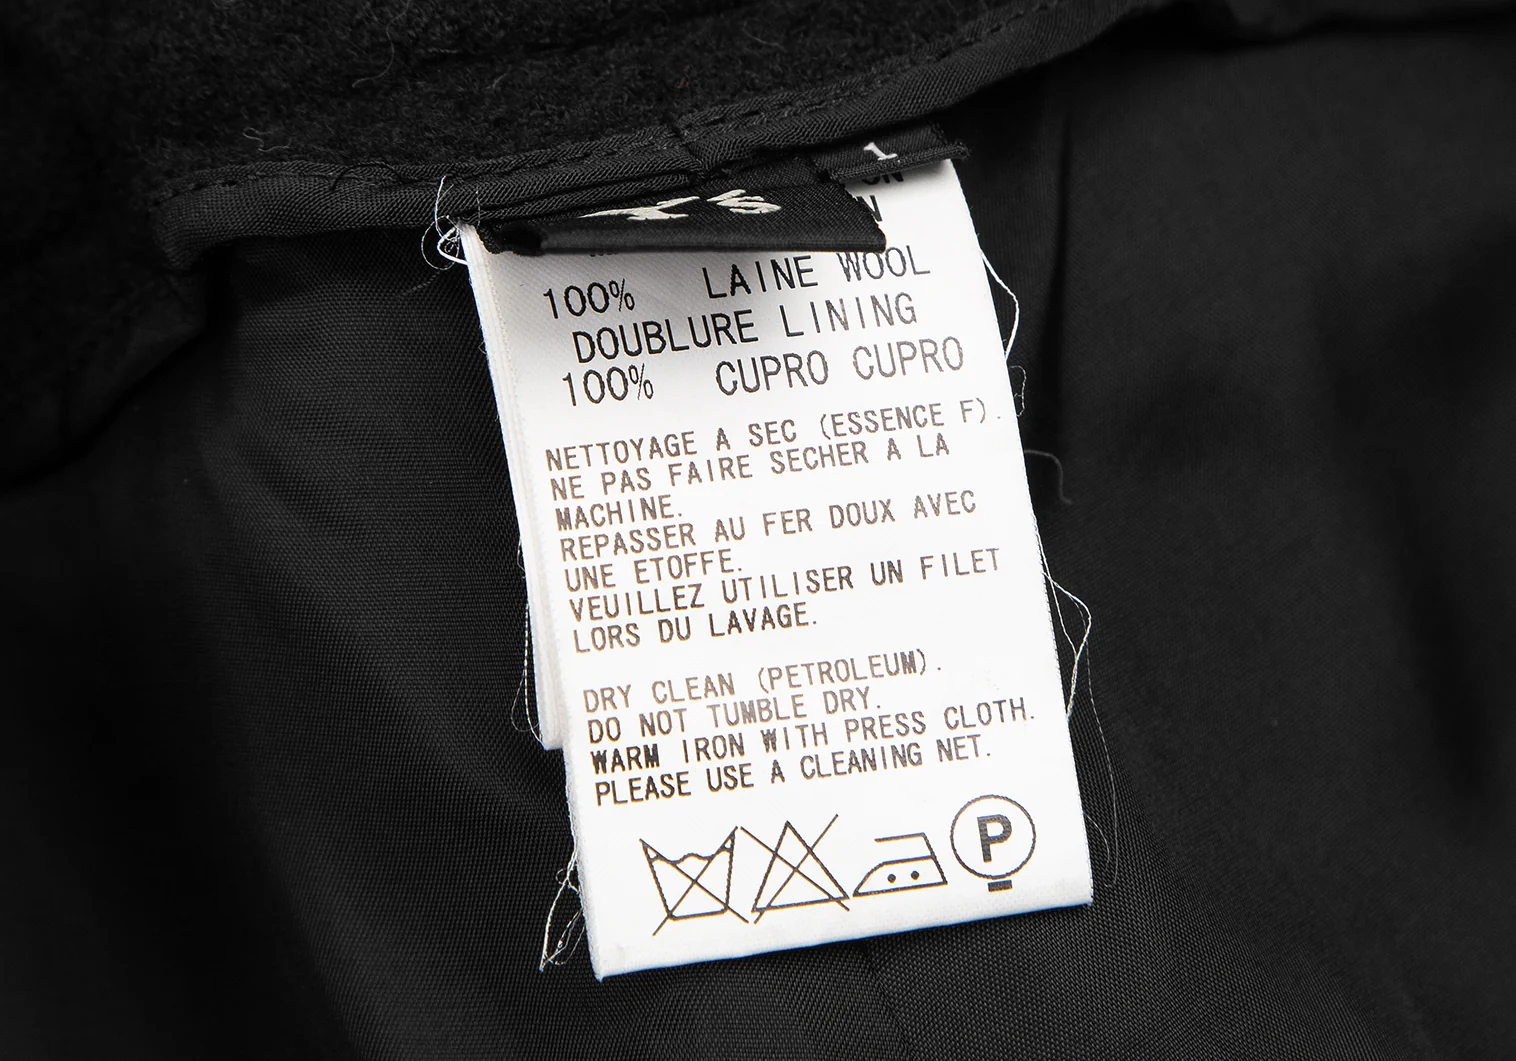 1
Y's
100% LAINE WOOL
DOUBLURE LINING
100% CUPRO CUPRO
NETTOYAGE A SEC (ESSENCE F).
NE PAS FAIRE SECHER A LA
MACHINE.
REPASSER AU FER DOUX AVEC
UNE ETOFFE.
VEUILLEZ UTILISER UN FILET
LORS DU LAVAGE.
DRY CLEAN (PETROLEUM).
DO NOT TUMBLE DRY.
WARM IRON WITH PRESS CLOTH.
PLEASE USE A CLEANING NET.
P